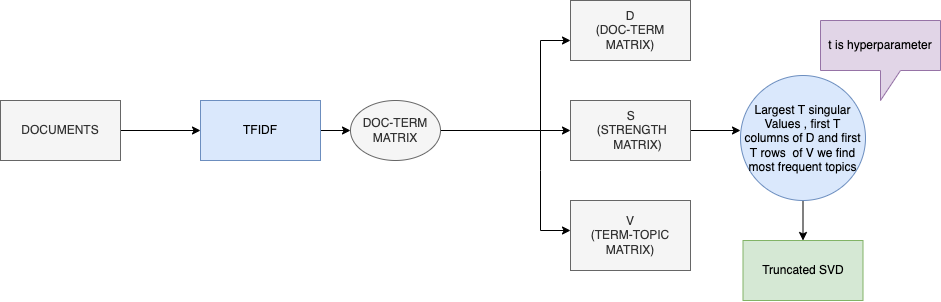 DOCUMENTS
TFIDF
DOC-TERM
MATRIX
D
(DOC-TERM
MATRIX)
S
(STRENGTH
MATRIX)
V
(TERM-TOPIC
MATRIX)
t is hyperparameter
Largest T singular
Values , first T
columns of D and first
T rows of V we find
most frequent topics
Truncated SVD